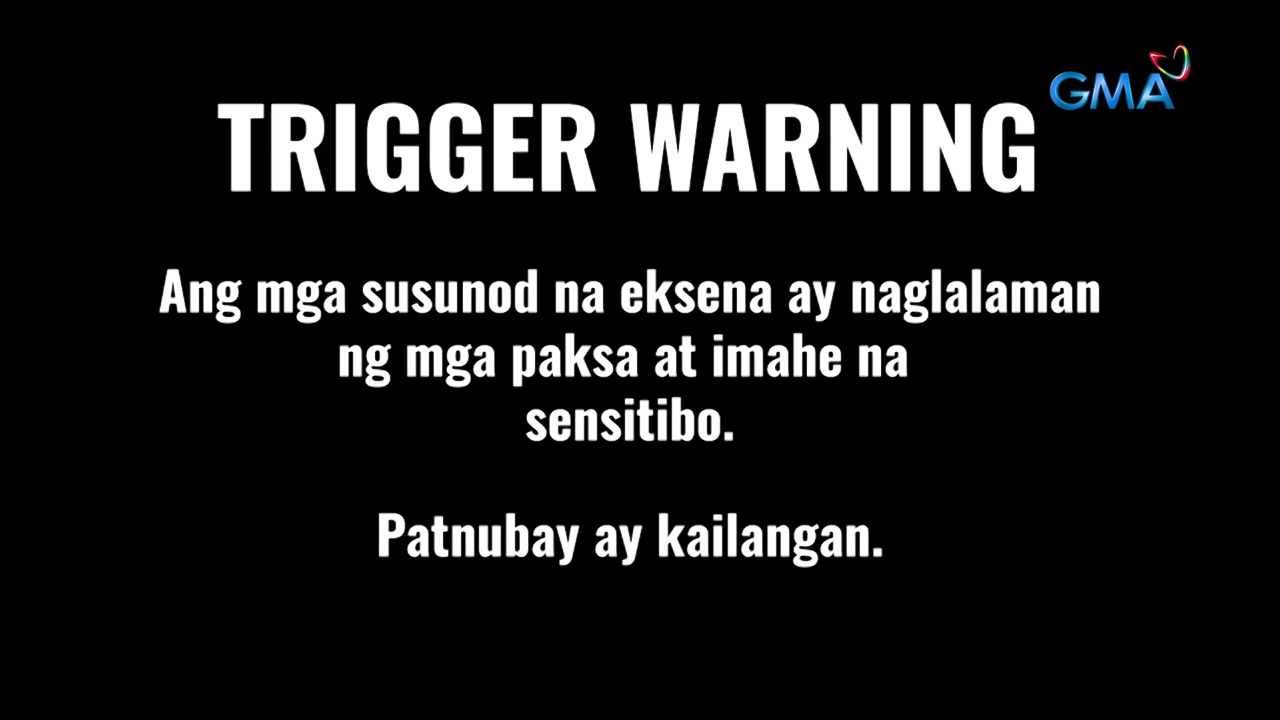 GMA
TRIGGER WARNING
Ang mga susunod na eksena ay naglalaman
ng mga paksa at imahe na
sensitibo.
Patnubay ay kailangan.